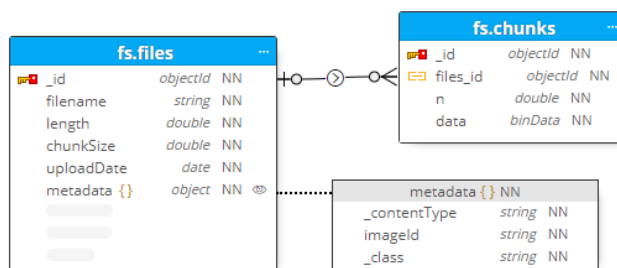 fs.files ...
_id objectId NN
filename string NN
length double NN
chunkSize double NN
uploadDate date NN
metadata {} object NN
fs.chunks ...
_id objectId NN
files_id objectId NN
n double NN
data binData NN
metadata {} NN
_contentType string NN
imageId string NN
_class string NN